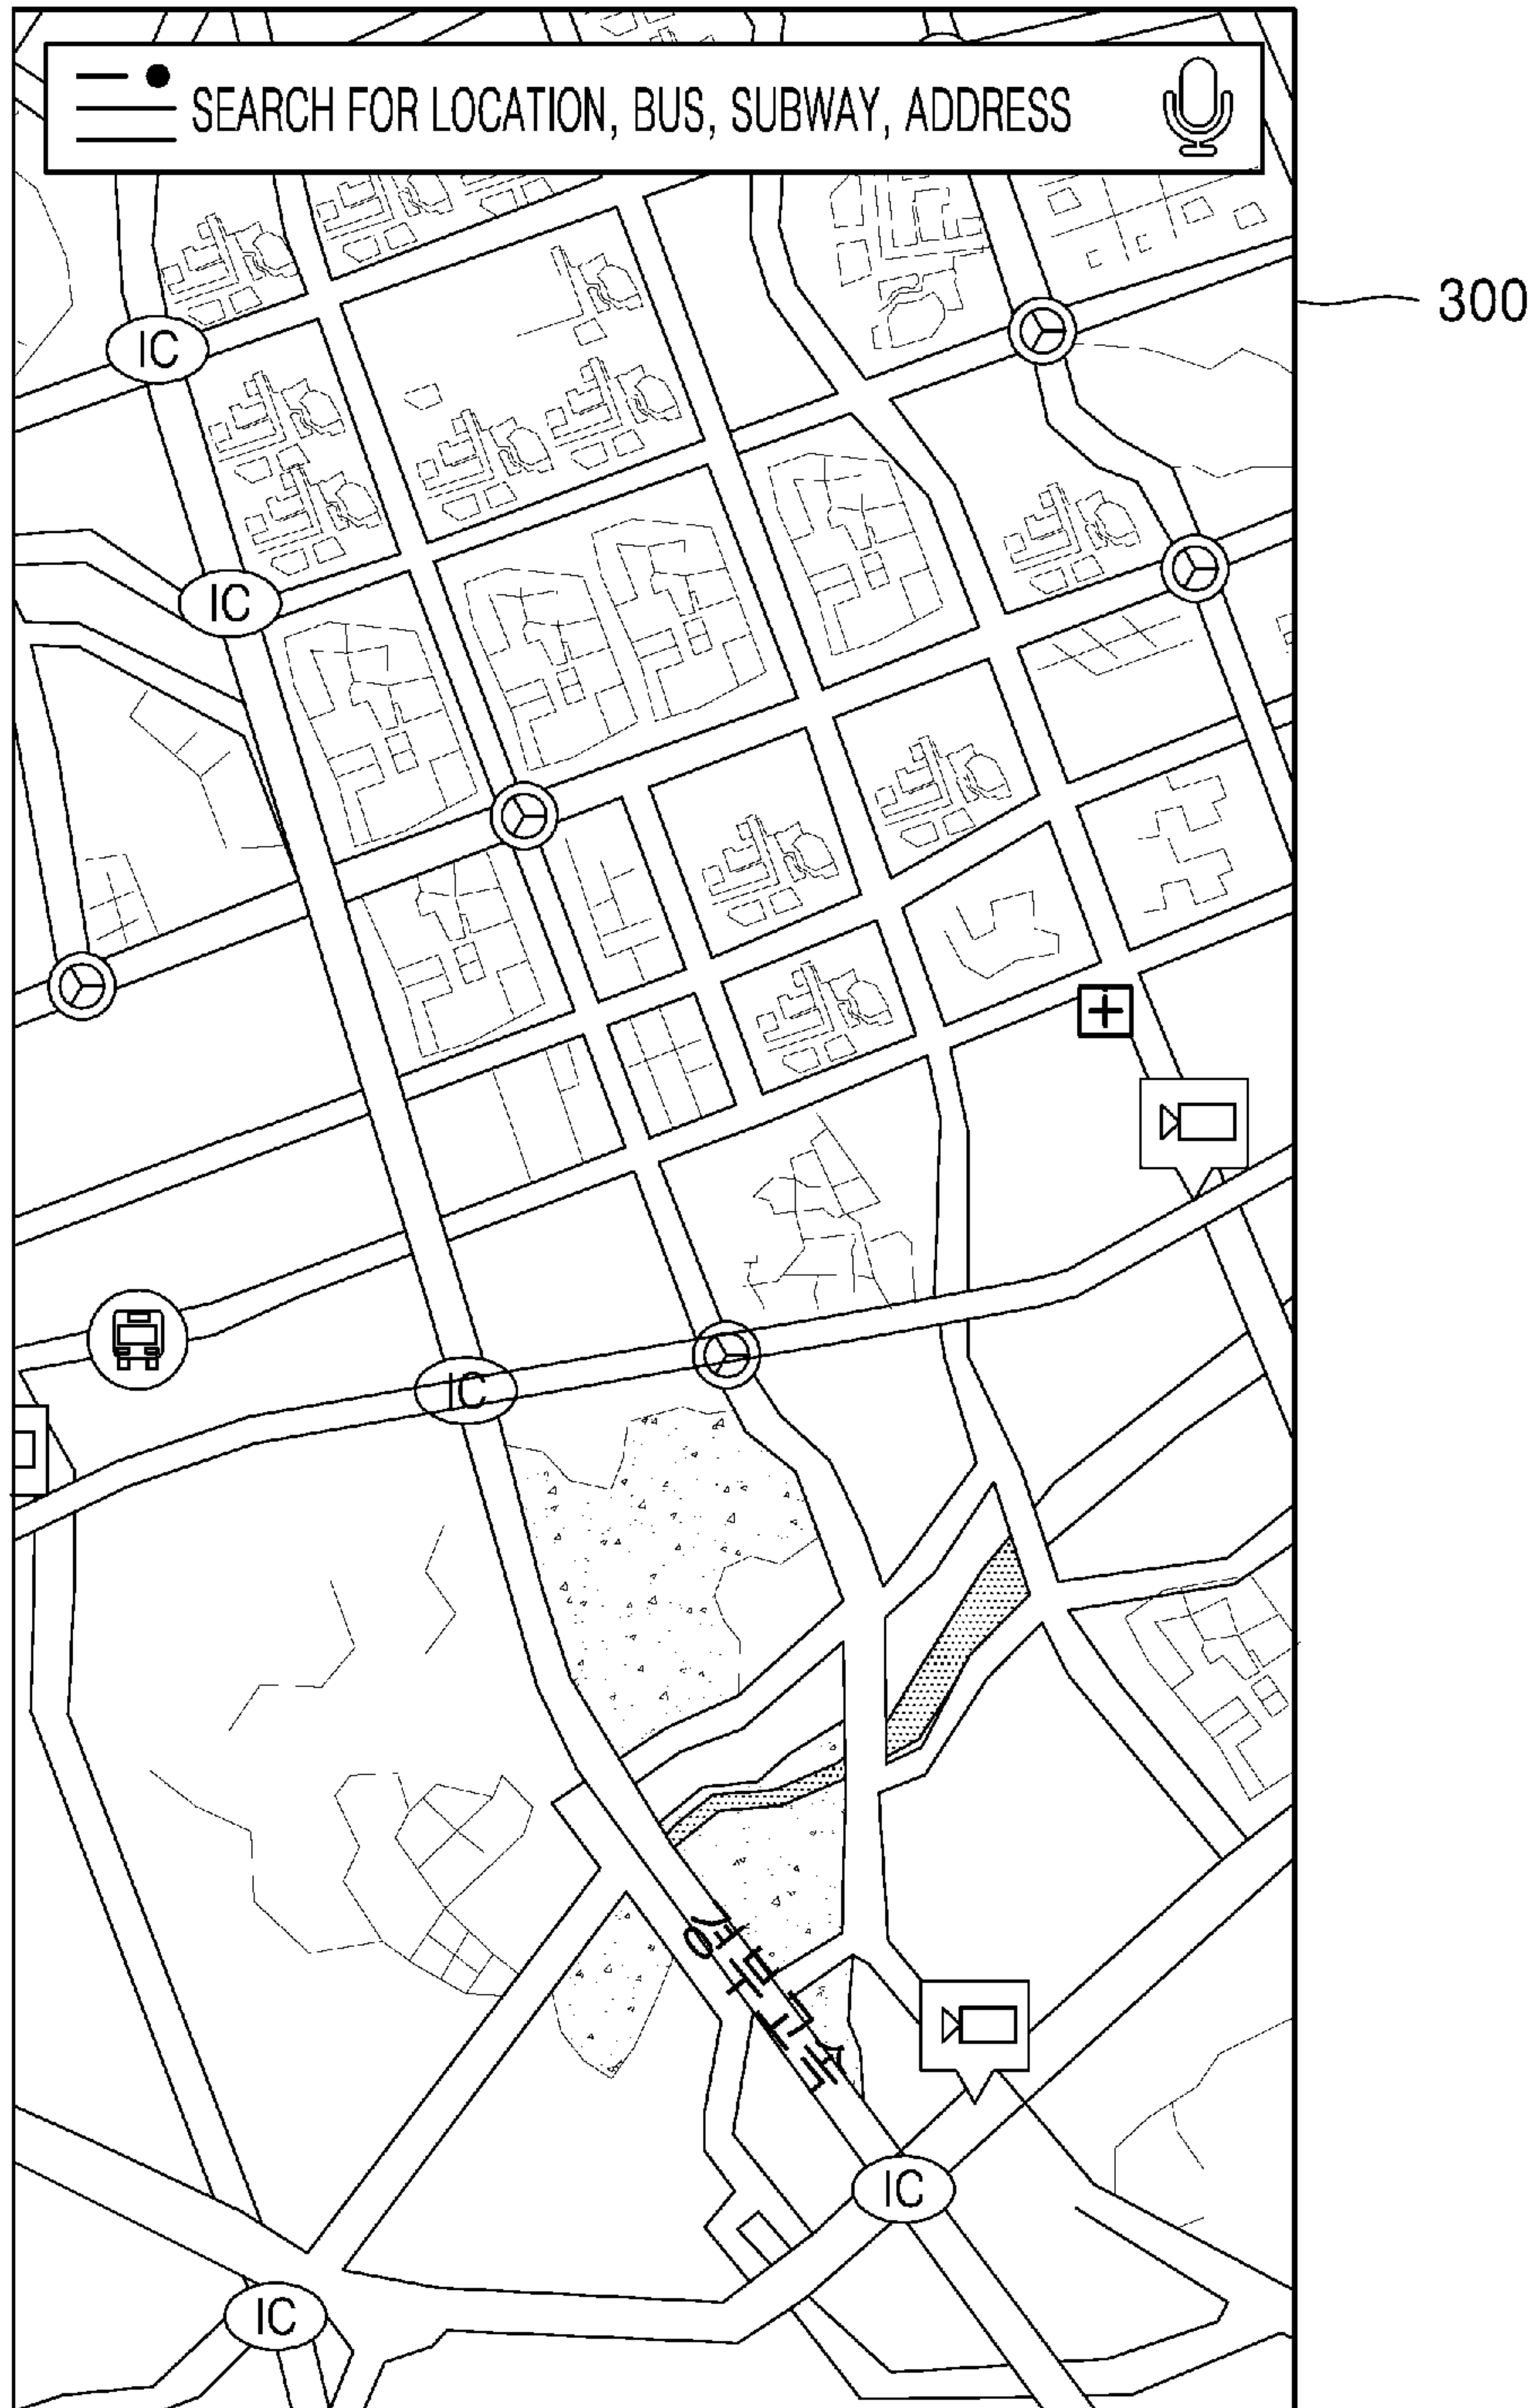 SEARCH FOR LOCATION, BUS, SUBWAY, ADDRESS
300
IC
IC
IC
경부고속
IC
IC